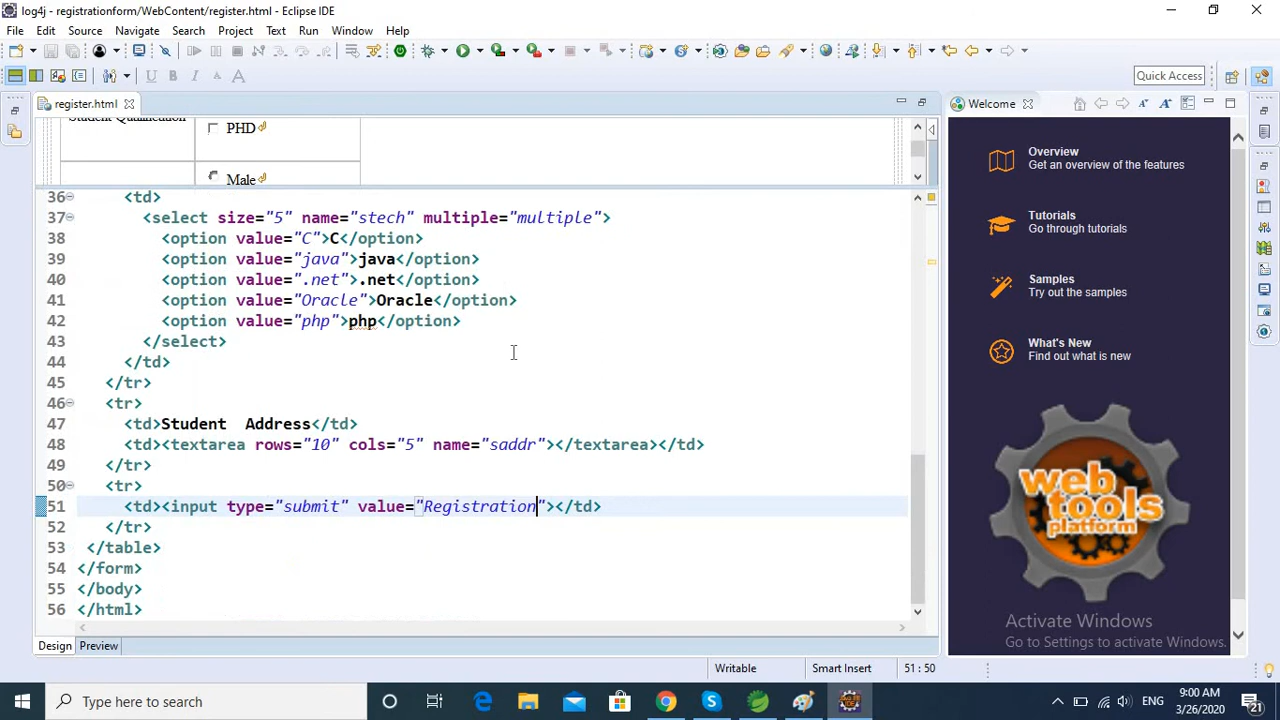 log4j - registrationform/WebContent/register.html - Eclipse IDE
File Edit Source Navigate Search Project Text Run Window Help
Quick Access
register.html
Welcome
Student Qualification
PHD
Male
36 <td>
37 <select size="5" name="stech" multiple="multiple">
38 <option value="C">C</option>
39 <option value="java">java</option>
40 <option value=".net">.net</option>
41 <option value="Oracle">Oracle</option>
42 <option value="php">php</option>
43 </select>
44 </td>
45 </tr>
46 <tr>
47 <td>Student  Address</td>
48 <td><textarea rows="10" cols="5" name="saddr"></textarea></td>
49 </tr>
50 <tr>
51 <td><input type="submit" value="Registration"></td>
52 </tr>
53 </table>
54 </form>
55 </body>
56 </html>
Design Preview
Overview
Get an overview of the features
Tutorials
Go through tutorials
Samples
Try out the samples
What's New
Find out what is new
web
tools
platform
Activate Windows
Go to Settings to activate Windows.
Writable Smart Insert 51 : 50
Type here to search
ENG
9:00 AM
3/26/2020
21